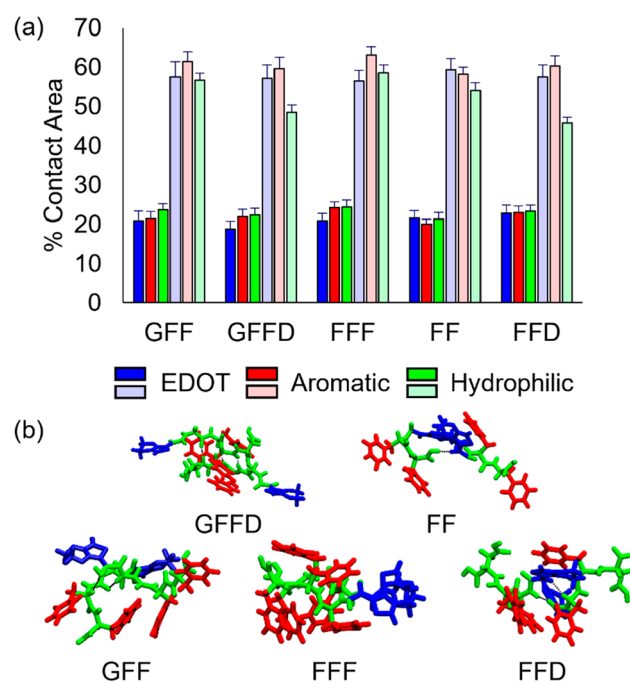 (a)
% Contact Area
70
60
50
40
30
20
10
0
GFF GFFD FFF FF FFD
EDOT Aromatic Hydrophilic
(b)
GFFD FF
GFF FFF FFD